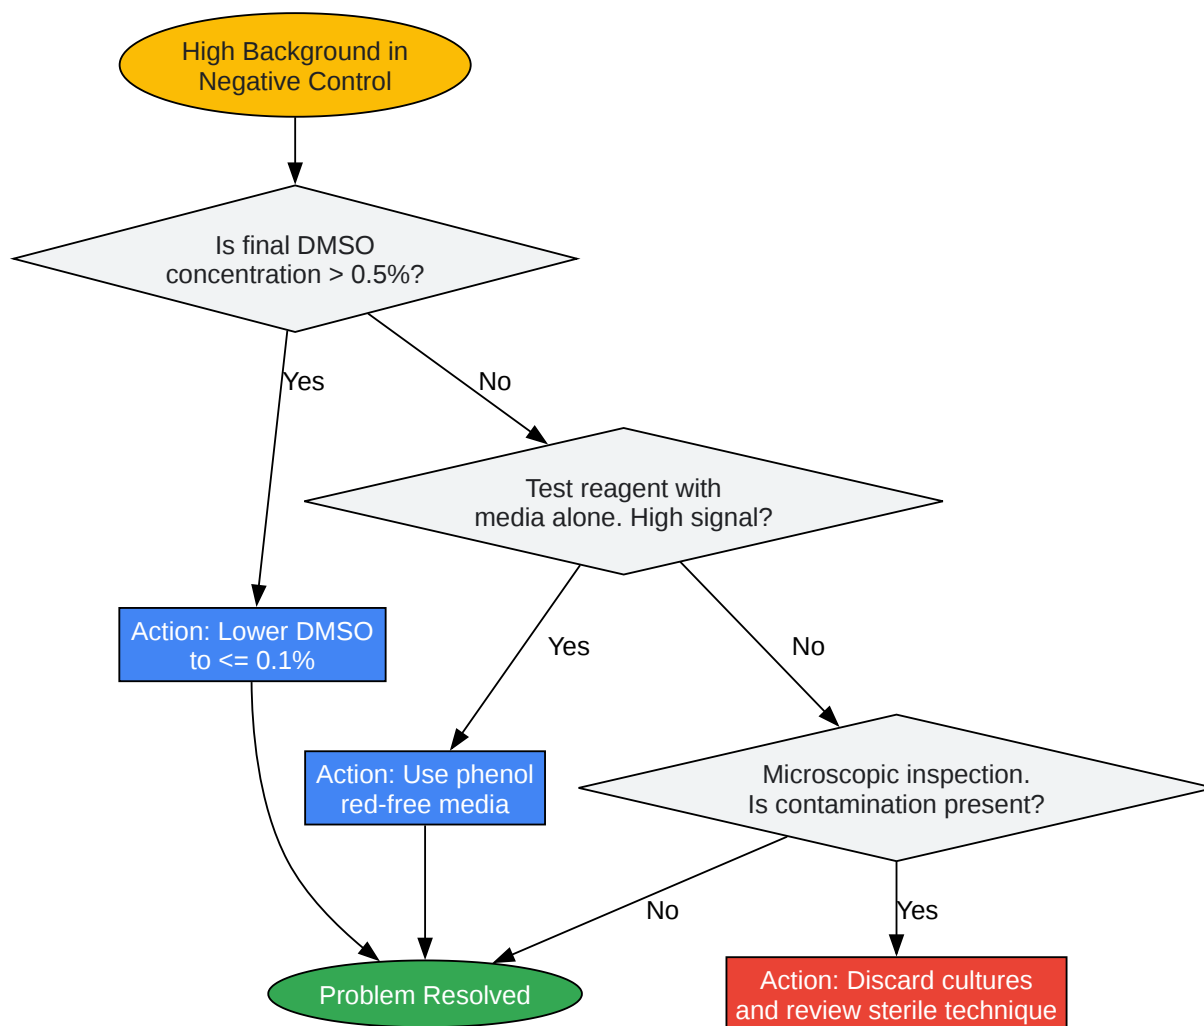 High Background in
Negative Control
Is final DMSO
concentration > 0.5%?
Yes
No
Test reagent with
media alone. High signal?
Action: Lower DMSO
to <= 0.1%
Yes
No
Action: Use phenol
red-free media
Microscopic inspection.
Is contamination present?
No
Yes
Problem Resolved
Action: Discard cultures
and review sterile technique